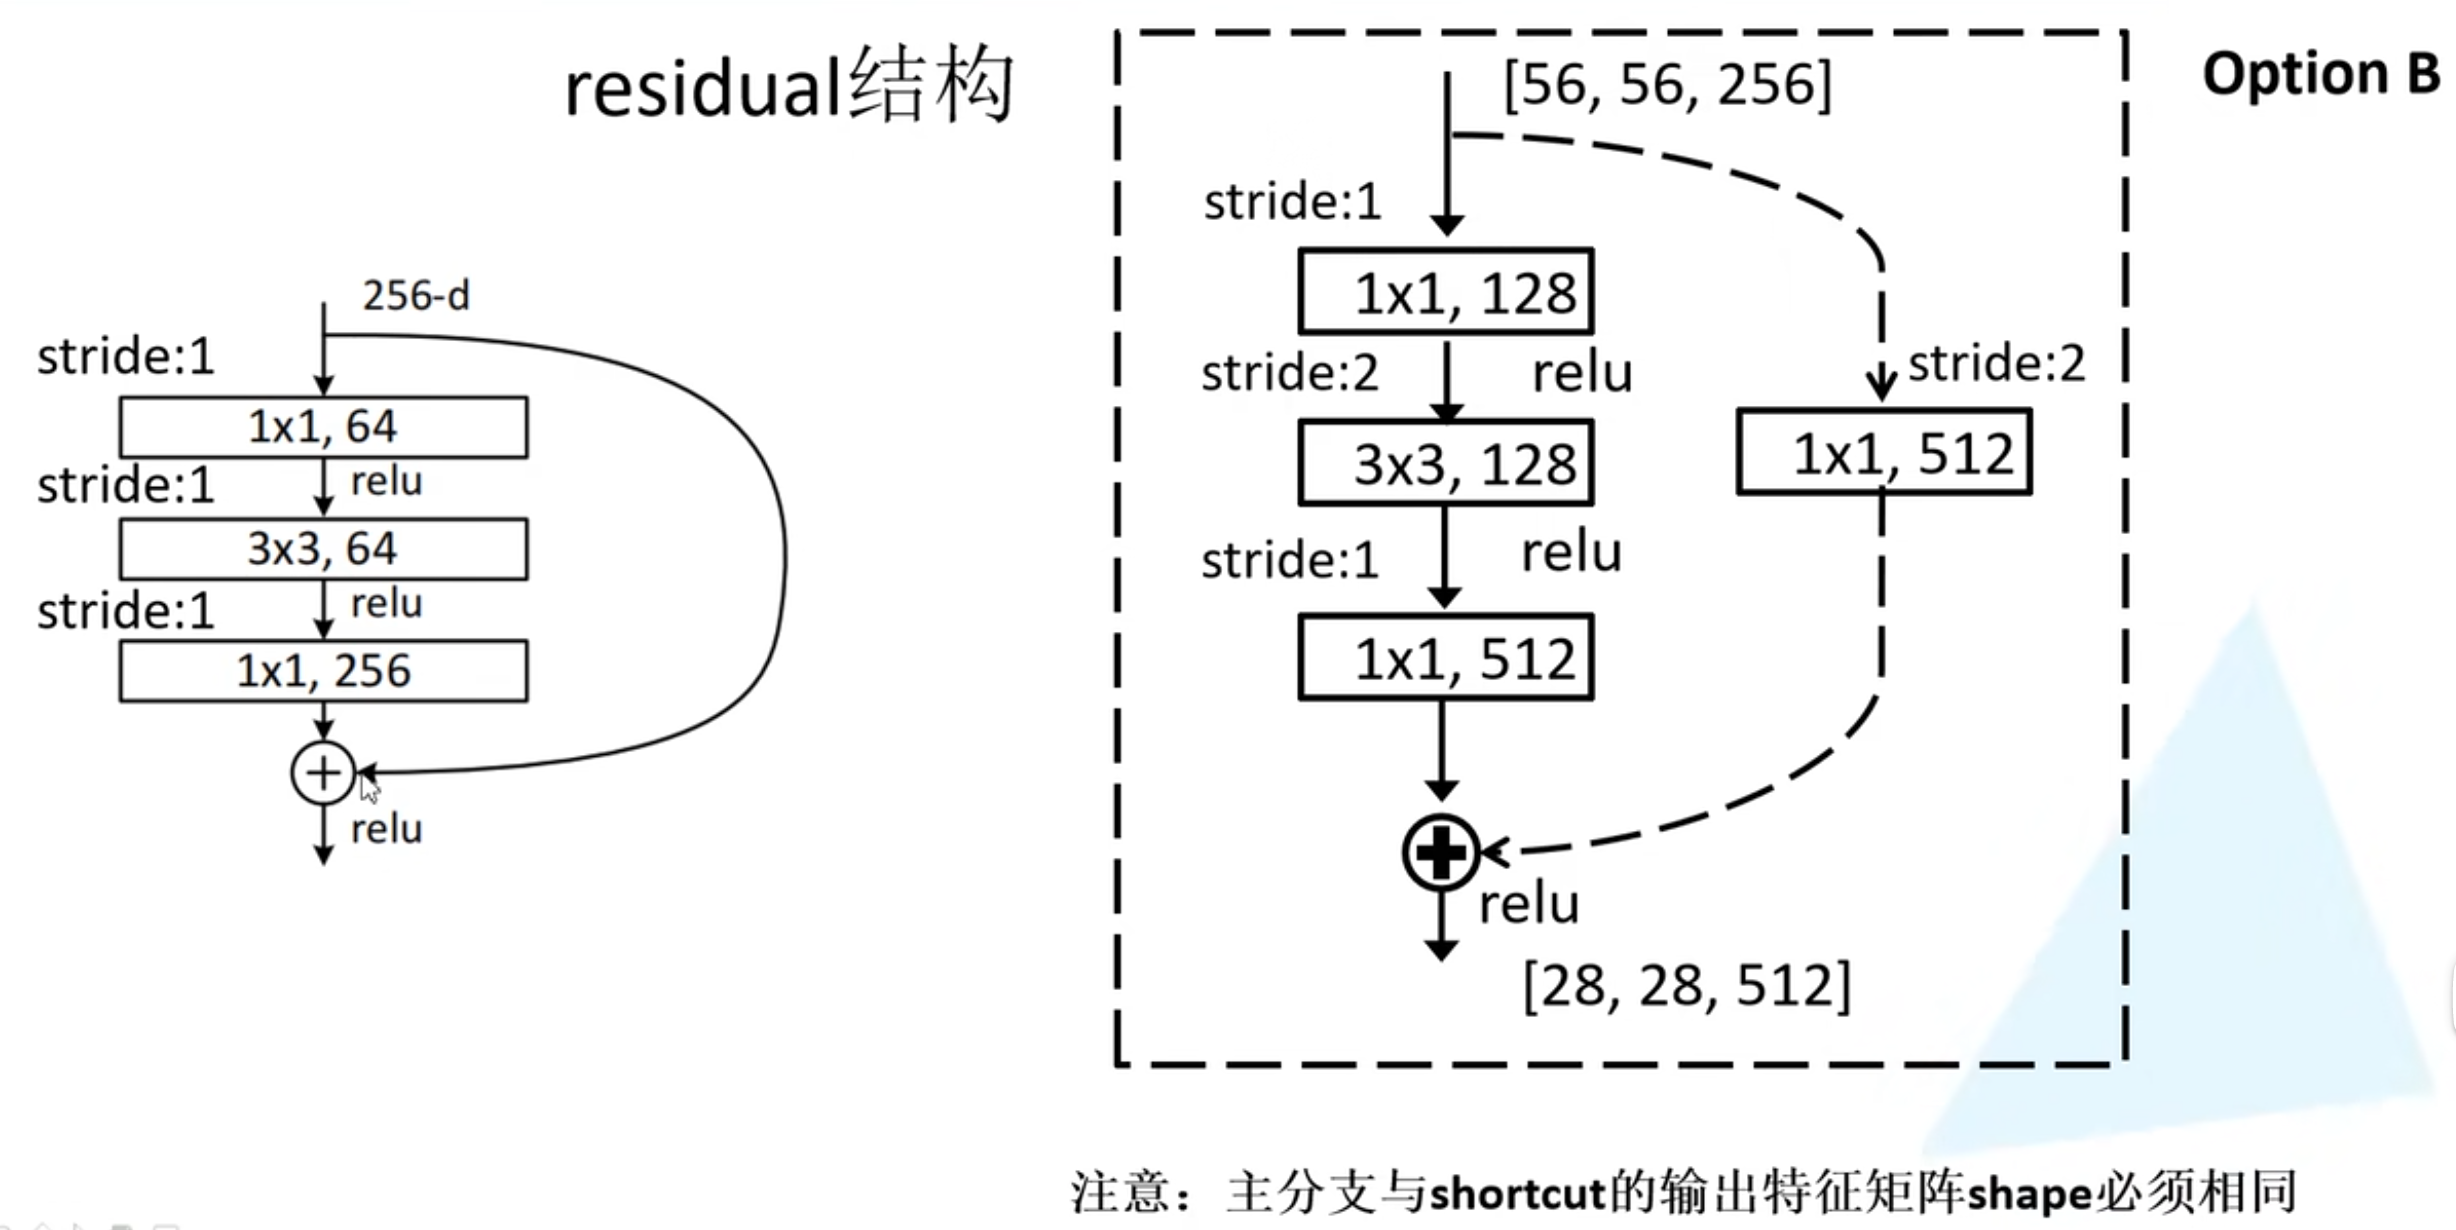 residual结构
256-d
stride:1
1x1, 64
stride:1
relu
3x3, 64
stride:1
relu
1x1, 256
+
relu
Option B
[56, 56, 256]
stride:1
1x1, 128
stride:2
relu
stride:2
3x3, 128
1x1, 512
stride:1
relu
1x1, 512
+
relu
[28, 28, 512]
注意：主分支与shortcut的输出特征矩阵shape必须相同